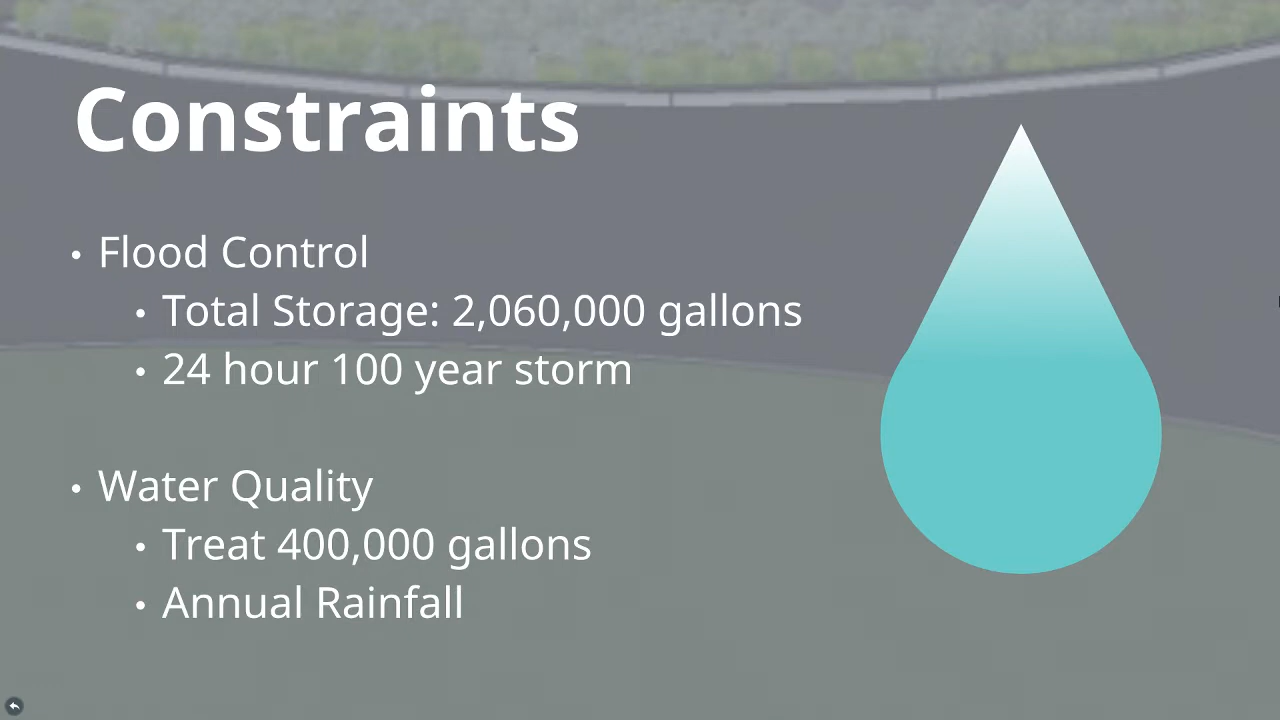 Constraints
• Flood Control
• Total Storage: 2,060,000 gallons
• 24 hour 100 year storm
• Water Quality
• Treat 400,000 gallons
• Annual Rainfall